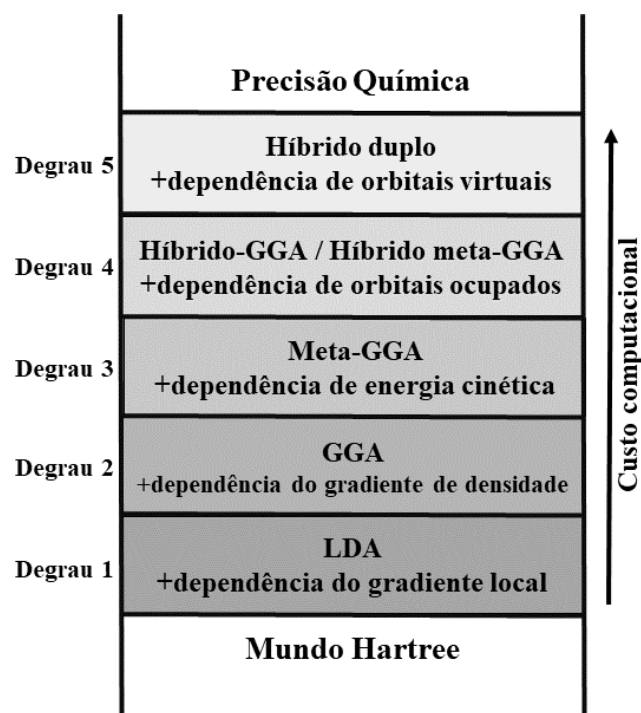 Precisão Química
Degrau 5
Híbrido duplo
+dependência de orbitais virtuais
Degrau 4
Híbrido-GGA / Híbrido meta-GGA
+dependência de orbitais ocupados
Degrau 3
Meta-GGA
+dependência de energia cinética
Degrau 2
GGA
+dependência do gradiente de densidade
Degrau 1
LDA
+dependência do gradiente local
Mundo Hartree
Custo computacional